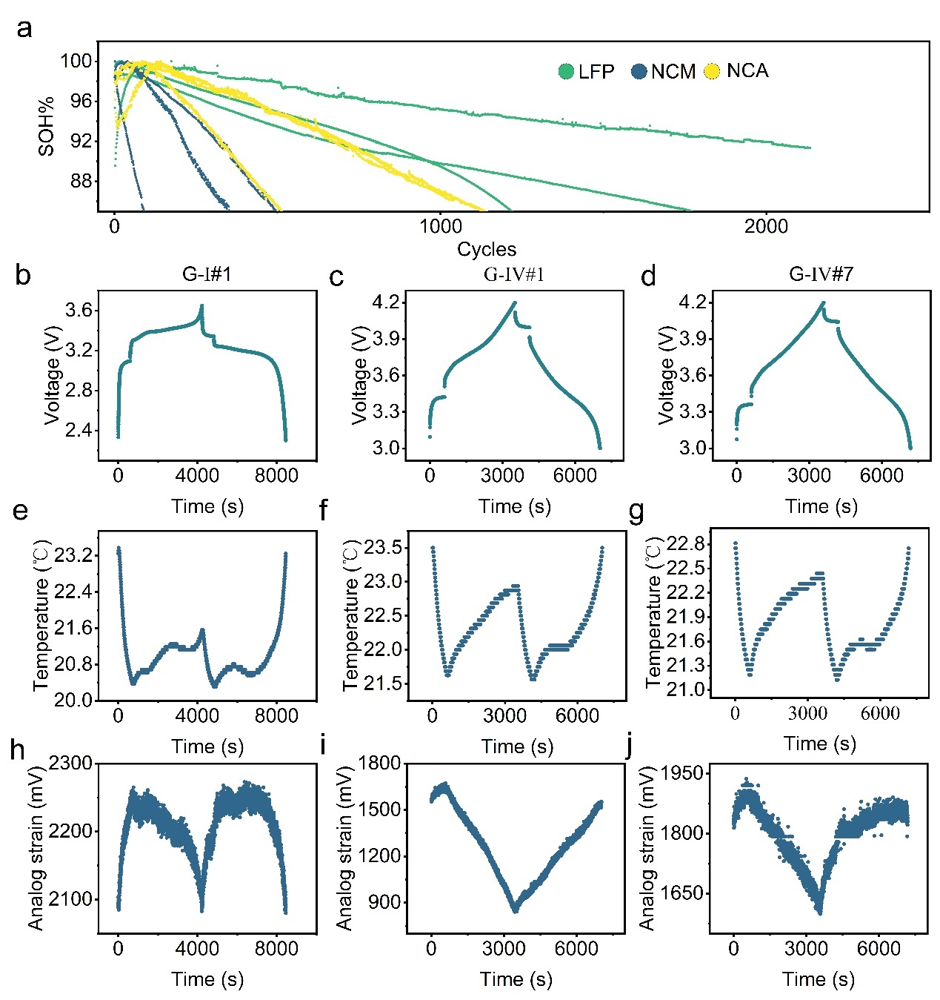 a
SOH%
100
96
92
88
LFP NCM NCA
0 1000 2000
Cycles
b G-I#1
Voltage (V)
3.6
3.2
2.8
2.4
0 4000 8000
Time (s)
c G-IV#1
Voltage (V)
4.2
3.9
3.6
3.3
3.0
0 3000 6000
Time (s)
d G-IV#7
Voltage (V)
4.2
3.9
3.6
3.3
3.0
0 3000 6000
Time (s)
e
Temperature (℃)
23.2
22.4
21.6
20.8
20.0
0 4000 8000
Time (s)
f
Temperature (℃)
23.5
23.0
22.5
22.0
21.5
0 3000 6000
Time (s)
g
Temperature (℃)
22.8
22.5
22.2
21.9
21.6
21.3
21.0
0 3000 6000
Time (s)
h
Analog strain (mV)
2300
2200
2100
0 4000 8000
Time (s)
i
Analog strain (mV)
1800
1500
1200
900
0 3000 6000
Time (s)
j
Analog strain (mV)
1950
1800
1650
0 3000 6000
Time (s)